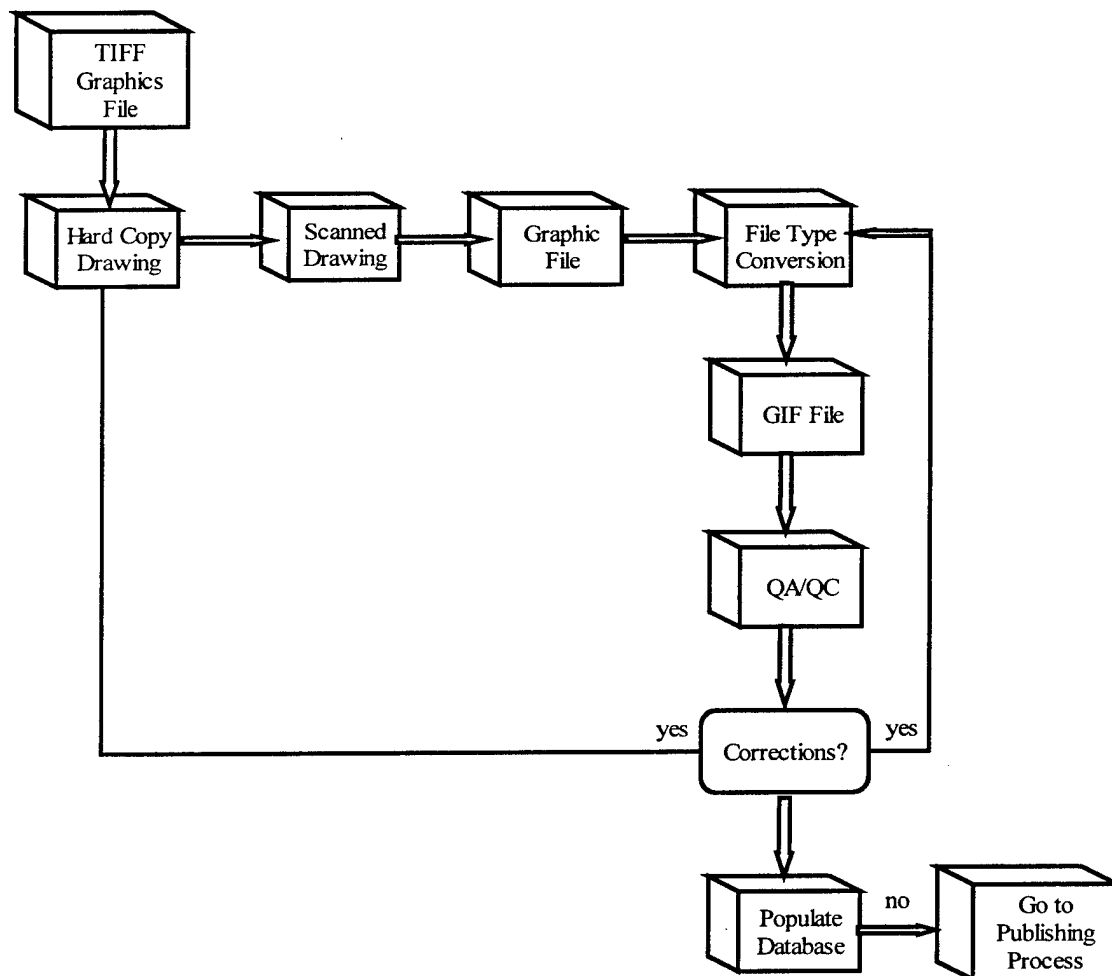 TIFF
Graphics
File
Hard Copy
Drawing
Scanned
Drawing
Graphic
File
File Type
Conversion
GIF File
QA/QC
yes
Corrections?
yes
Populate
Database
no
Go to
Publishing
Process